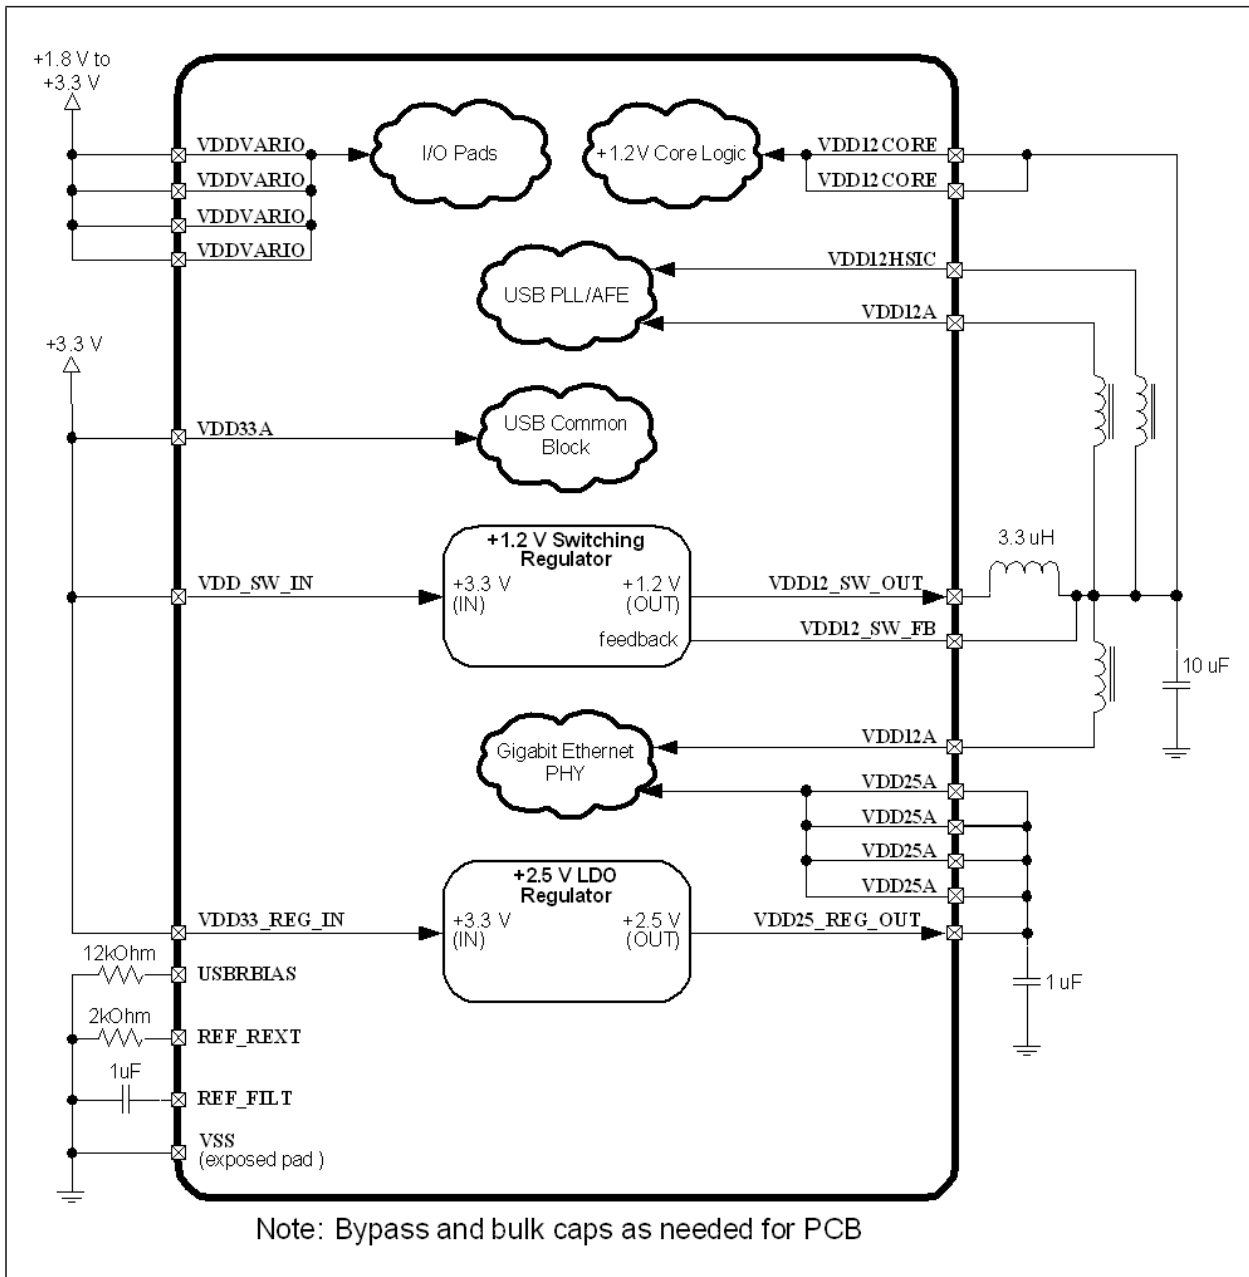 +1.8 V to
+3.3 V
VDDVARIO
I/O Pads
+1.2V Core Logic
VDD12CORE
VDDVARIO
VDD12CORE
VDDVARIO
VDDVARIO
VDD12HSIC
USB PLL/AFE
VDD12A
+3.3 V
VDD33A
USB Common
Block
+1.2 V Switching
Regulator
3.3 uH
VDD_SW_IN
+3.3 V
(IN)
+1.2 V
(OUT)
VDD12_SW_OUT
feedback
VDD12_SW_FB
10 uF
Gigabit Ethernet
PHY
VDD12A
VDD25A
VDD25A
VDD25A
VDD25A
+2.5 V LDO
Regulator
VDD33_REG_IN
+3.3 V
(IN)
+2.5 V
(OUT)
VDD25_REG_OUT
12kOhm
USBRBIAS
1 uF
2kOhm
REF_REXT
1uF
REF_FILT
VSS
(exposed pad )
Note: Bypass and bulk caps as needed for PCB